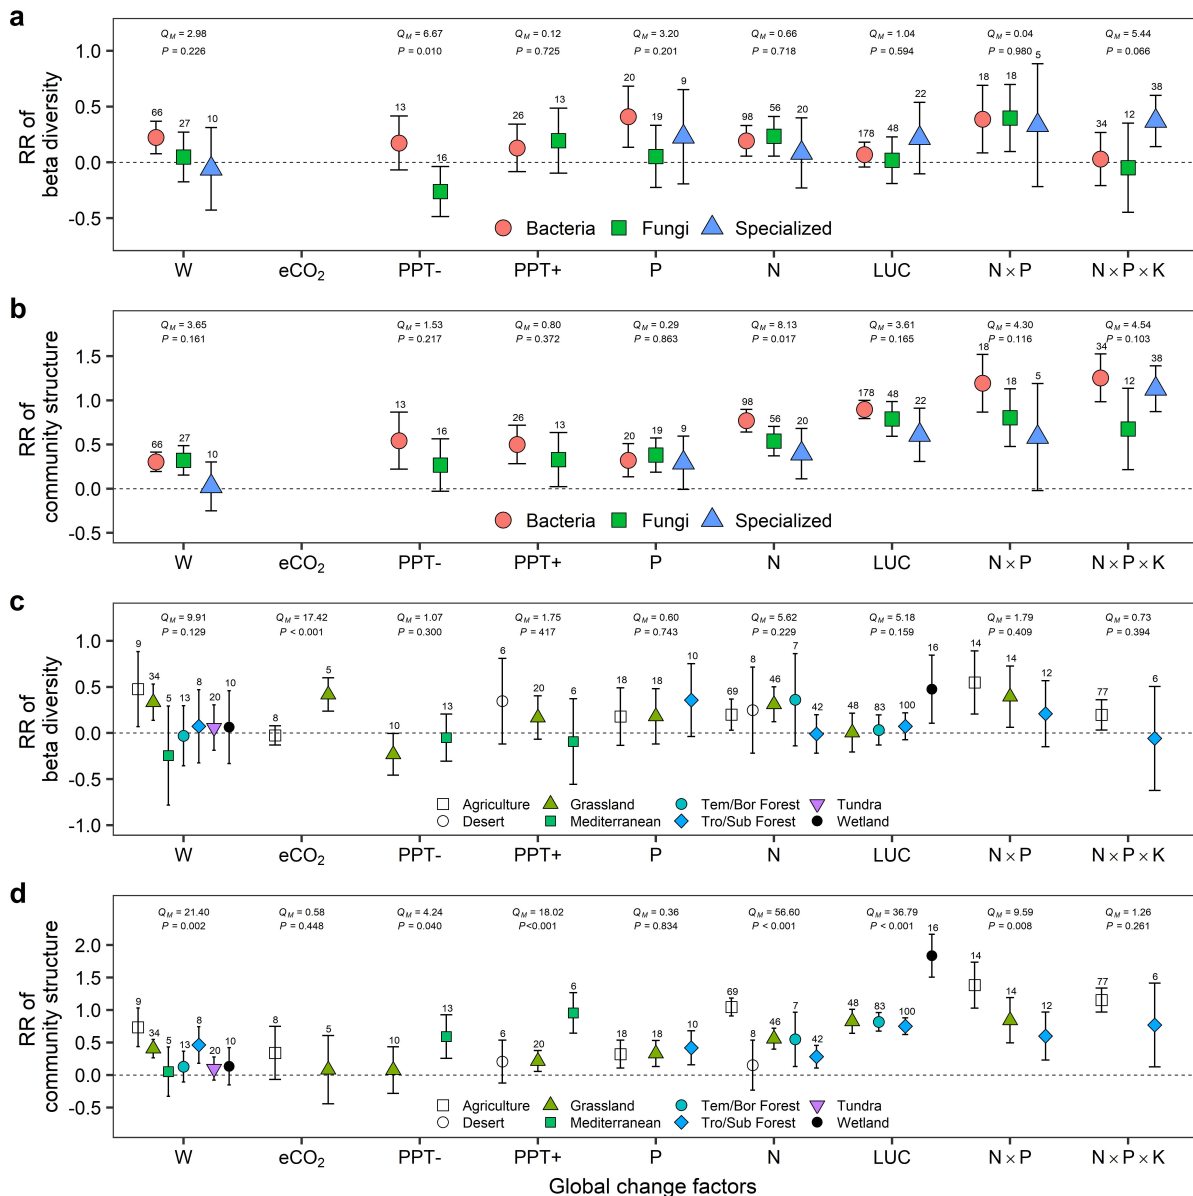 a
Q_M = 2.98 Q_M = 6.67 Q_M = 0.12 Q_M = 3.20 Q_M = 0.66 Q_M = 1.04 Q_M = 0.04 Q_M = 5.44
P = 0.226 P = 0.010 P = 0.725 P = 0.201 P = 0.718 P = 0.594 P = 0.980 P = 0.066
RR of
beta diversity
1.0
0.5
0.0
-0.5
66 27 10 13 16 26 13 20 19 9 98 56 20 178 48 22 18 18 5 34 12 38
Bacteria Fungi Specialized
W eCO₂ PPT- PPT+ P N LUC N×P N×P×K
b
Q_M = 3.65 Q_M = 1.53 Q_M = 0.80 Q_M = 0.29 Q_M = 8.13 Q_M = 3.61 Q_M = 4.30 Q_M = 4.54
P = 0.161 P = 0.217 P = 0.372 P = 0.863 P = 0.017 P = 0.165 P = 0.116 P = 0.103
RR of
community structure
1.5
1.0
0.5
0.0
-0.5
66 27 10 13 16 26 13 20 19 9 98 56 20 178 48 22 18 18 5 34 12 38
Bacteria Fungi Specialized
W eCO₂ PPT- PPT+ P N LUC N×P N×P×K
c
Q_M = 9.91 Q_M = 17.42 Q_M = 1.07 Q_M = 1.75 Q_M = 0.60 Q_M = 5.62 Q_M = 5.18 Q_M = 1.79 Q_M = 0.73
P = 0.129 P < 0.001 P = 0.300 P = 417 P = 0.743 P = 0.229 P = 0.159 P = 0.409 P = 0.394
RR of
beta diversity
1.0
0.5
0.0
-0.5
-1.0
9 34 5 13 8 20 10 8 5 10 13 6 20 6 18 18 10 69 8 46 7 42 48 83 100 16 14 14 12 77 6
Agriculture Grassland Tem/Bor Forest Tundra
Desert Mediterranean Tro/Sub Forest Wetland
W eCO₂ PPT- PPT+ P N LUC N×P N×P×K
d
Q_M = 21.40 Q_M = 0.58 Q_M = 4.24 Q_M = 18.02 Q_M = 0.36 Q_M = 56.60 Q_M = 36.79 Q_M = 9.59 Q_M = 1.26
P = 0.002 P = 0.448 P = 0.040 P<0.001 P = 0.834 P < 0.001 P < 0.001 P = 0.008 P = 0.261
RR of
community structure
2.0
1.5
1.0
0.5
0.0
-0.5
9 34 5 13 8 20 10 8 5 10 13 6 20 6 18 18 10 69 8 46 7 42 48 83 100 16 14 14 12 77 6
Agriculture Grassland Tem/Bor Forest Tundra
Desert Mediterranean Tro/Sub Forest Wetland
W eCO₂ PPT- PPT+ P N LUC N×P N×P×K
Global change factors